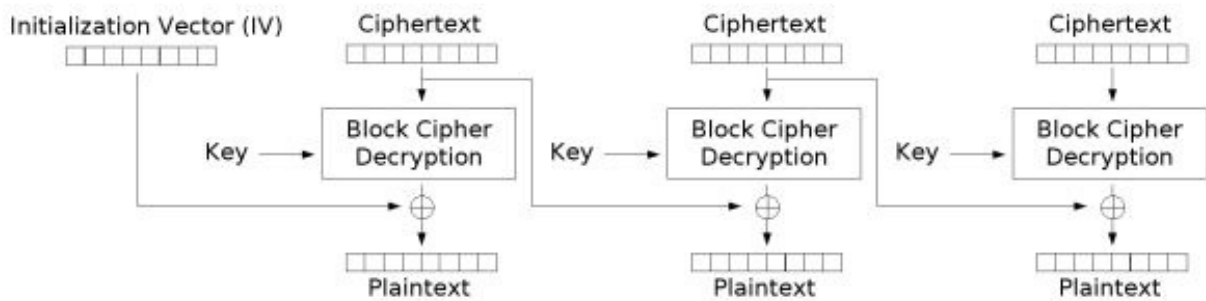 Initialization Vector (IV)
Ciphertext
Ciphertext
Ciphertext
Key
Block Cipher
Decryption
Key
Block Cipher
Decryption
Key
Block Cipher
Decryption
Plaintext
Plaintext
Plaintext